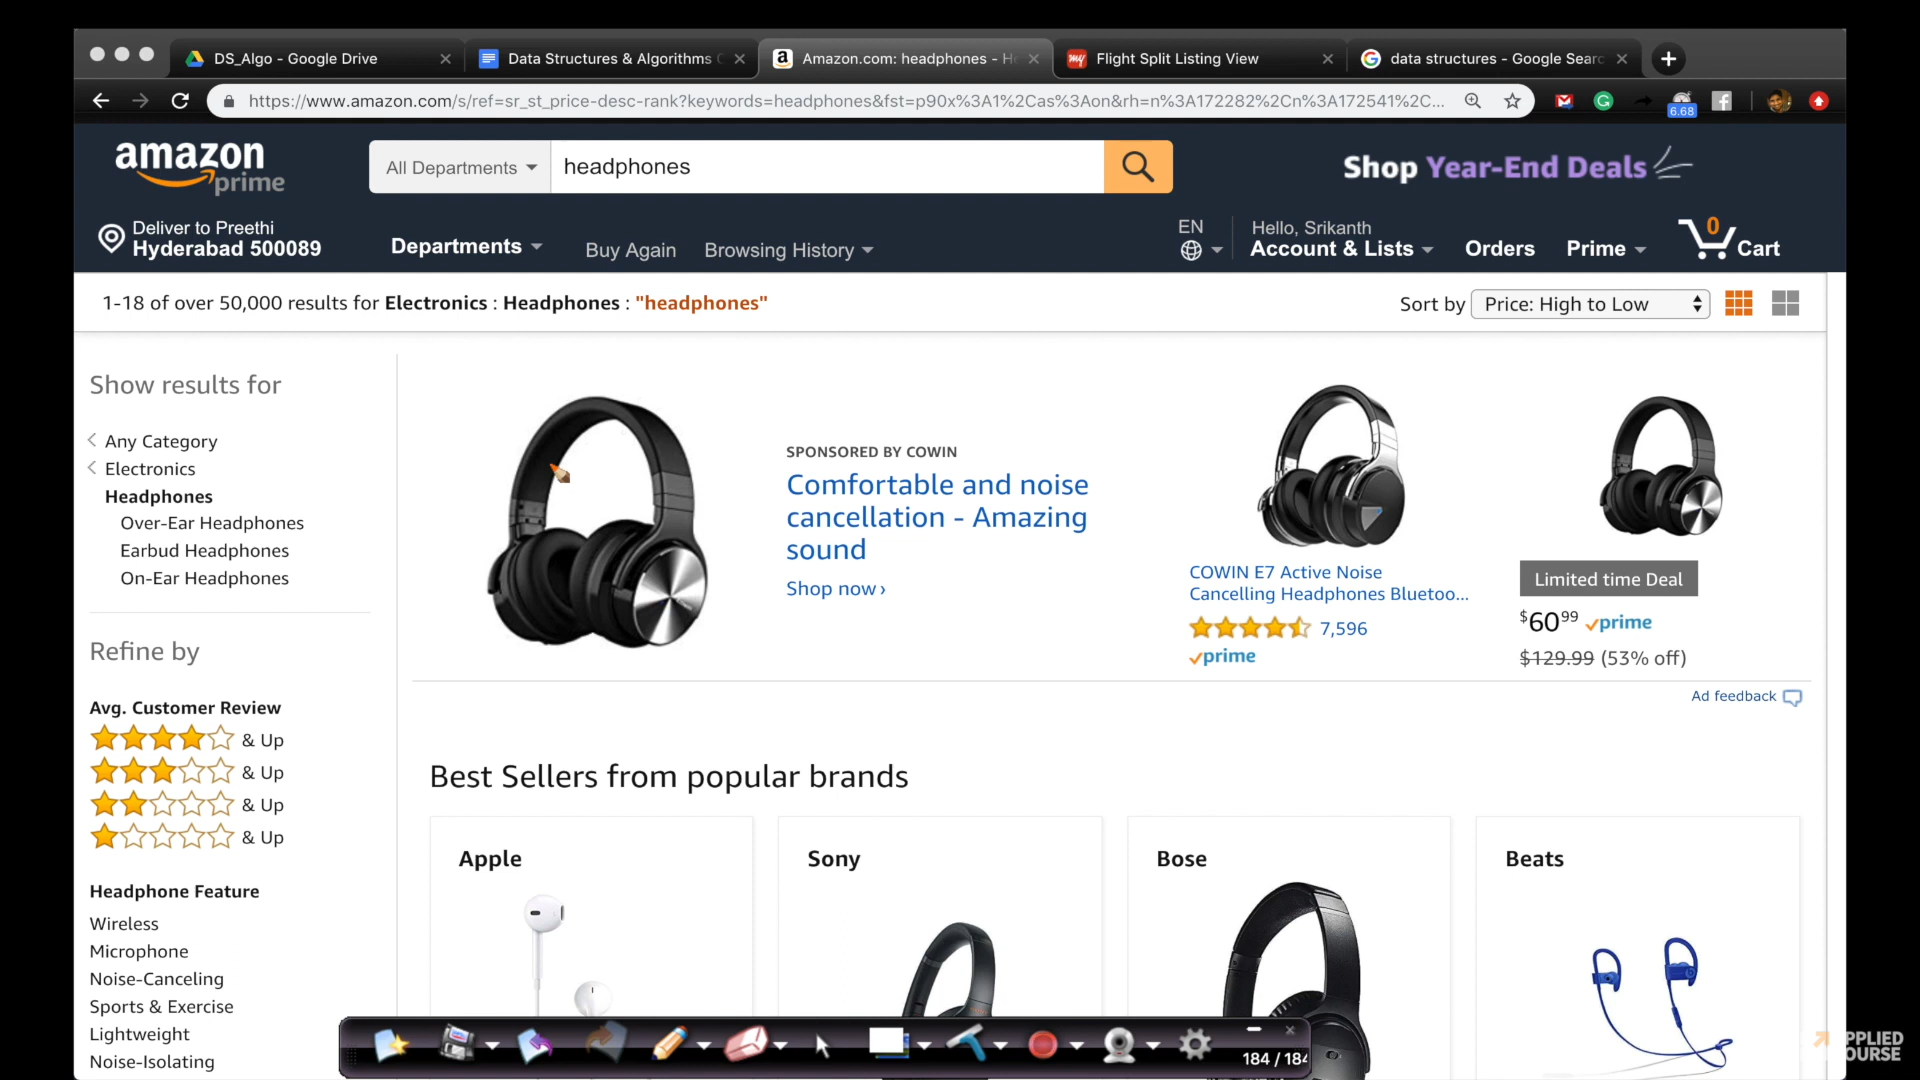 DS_Algo - Google Drive
Data Structures & Algorithms
Amazon.com: headphones - He
Flight Split Listing View
data structures - Google Searc
https://www.amazon.com/s/ref=sr_st_price-desc-rank?keywords=headphones&fst=p90x%3A1%2Cas%3Aon&rh=n%3A172282%2Cn%3A172541%2C...
6.68
amazon prime
All Departments
headphones
Shop Year-End Deals
Deliver to Preethi
Hyderabad 500089
Departments
Buy Again
Browsing History
EN
Hello, Srikanth
Account & Lists
Orders
Prime
0
Cart
1-18 of over 50,000 results for Electronics : Headphones : "headphones"
Sort by Price: High to Low
Show results for
Any Category
Electronics
Headphones
Over-Ear Headphones
Earbud Headphones
On-Ear Headphones
Refine by
Avg. Customer Review
& Up
& Up
& Up
& Up
Headphone Feature
Wireless
Microphone
Noise-Canceling
Sports & Exercise
Lightweight
Noise-Isolating
SPONSORED BY COWIN
Comfortable and noise
cancellation - Amazing
sound
Shop now ›
COWIN E7 Active Noise
Cancelling Headphones Bluetoo...
7,596
prime
Limited time Deal
$60 99 prime
$129.99 (53% off)
Ad feedback
Best Sellers from popular brands
Apple
Sony
Bose
Beats
184 / 184
APPLIED
COURSE